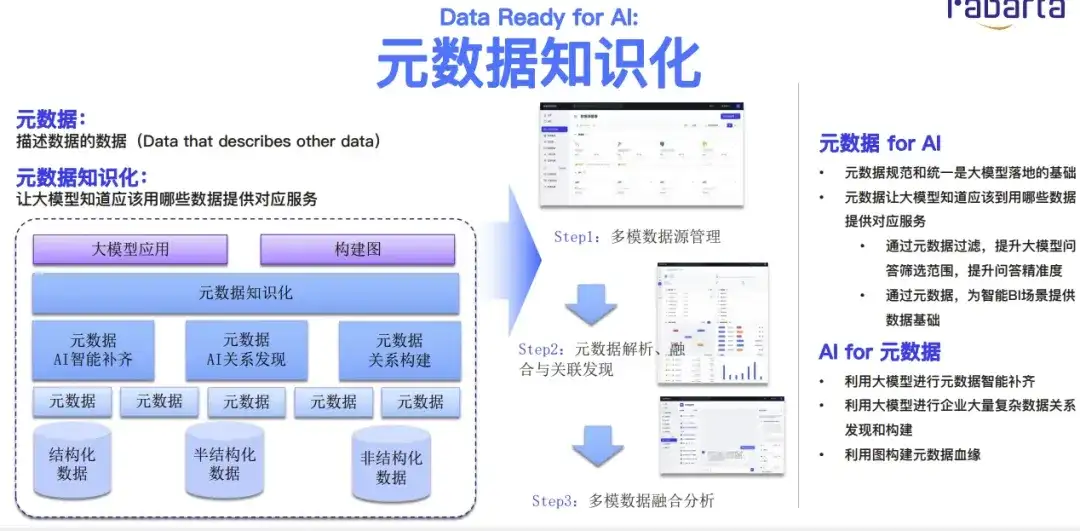 Data Ready for AI:
元数据知识化
元数据：
描述数据的数据（Data that describes other data）
元数据知识化：
让大模型知道应该用哪些数据提供对应服务
大模型应用
构建图
元数据知识化
元数据
AI智能补齐
元数据
AI关系发现
元数据
关系构建
元数据
元数据
元数据
元数据
元数据
结构化
数据
半结构化
数据
非结构化
数据
Step1：多模数据源管理
Step2：元数据解析、融
合与关联发现
Step3：多模数据融合分析
元数据 for AI
• 元数据规范和统一是大模型落地的基础
• 元数据让大模型知道应该到用哪些数据
提供对应服务
• 通过元数据过滤，提升大模型问
答筛选范围，提升问答精准度
• 通过元数据，为智能BI场景提供
数据基础
AI for 元数据
• 利用大模型进行元数据智能补齐
• 利用大模型进行企业大量复杂数据关系
发现和构建
• 利用图构建元数据血缘